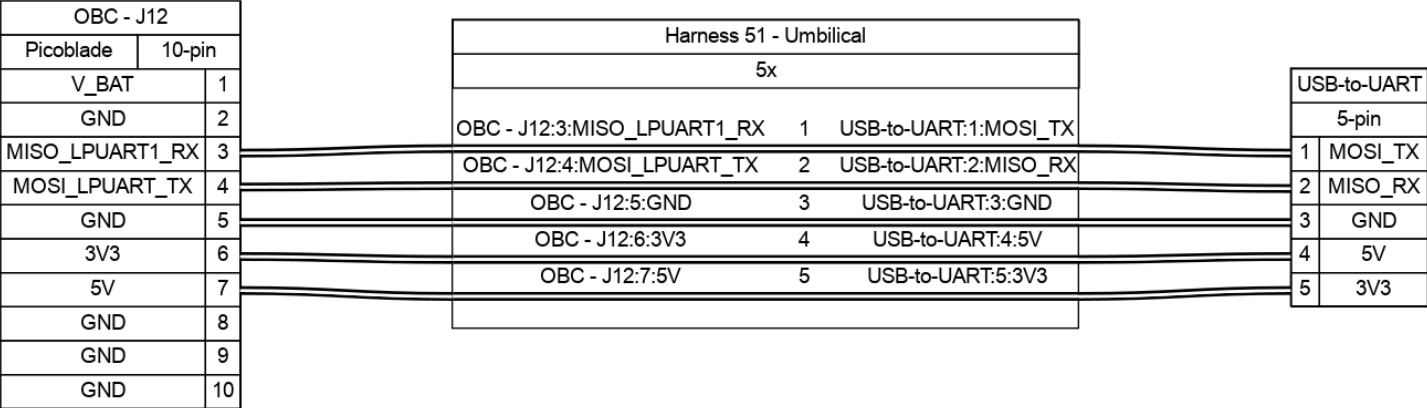 OBC - J12
Picoblade 10-pin
V_BAT 1
GND 2
MISO_LPUART1_RX 3
MOSI_LPUART_TX 4
GND 5
3V3 6
5V 7
GND 8
GND 9
GND 10
Harness 51 - Umbilical
5x
OBC - J12:3:MISO_LPUART1_RX 1 USB-to-UART:1:MOSI_TX
OBC - J12:4:MOSI_LPUART_TX 2 USB-to-UART:2:MISO_RX
OBC - J12:5:GND 3 USB-to-UART:3:GND
OBC - J12:6:3V3 4 USB-to-UART:4:5V
OBC - J12:7:5V 5 USB-to-UART:5:3V3
USB-to-UART
5-pin
1 MOSI_TX
2 MISO_RX
3 GND
4 5V
5 3V3